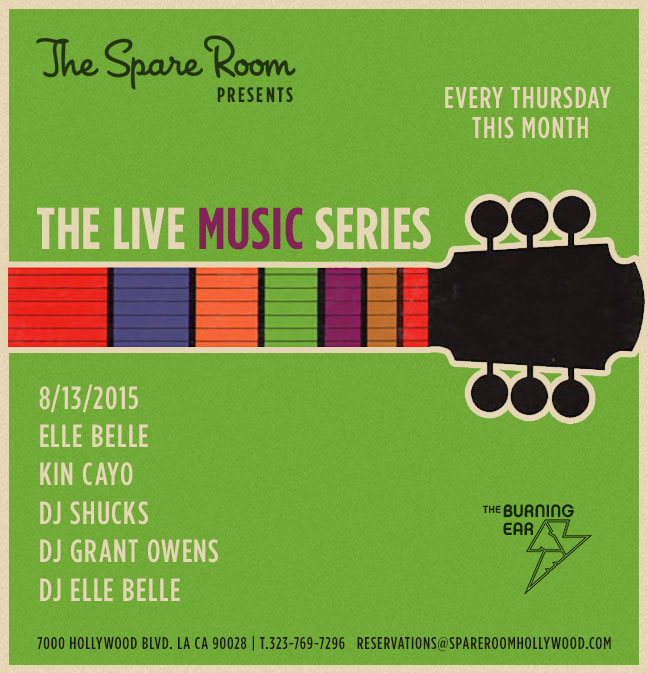 The Spare Room
PRESENTS
EVERY THURSDAY
THIS MONTH
THE LIVE MUSIC SERIES
8/13/2015
ELLE BELLE
KIN CAYO
DJ SHUCKS
DJ GRANT OWENS
DJ ELLE BELLE
THE BURNING
EAR
7000 HOLLYWOOD BLVD. LA CA 90028 | T.323-769-7296 RESERVATIONS@SPAREROOMHOLLYWOOD.COM